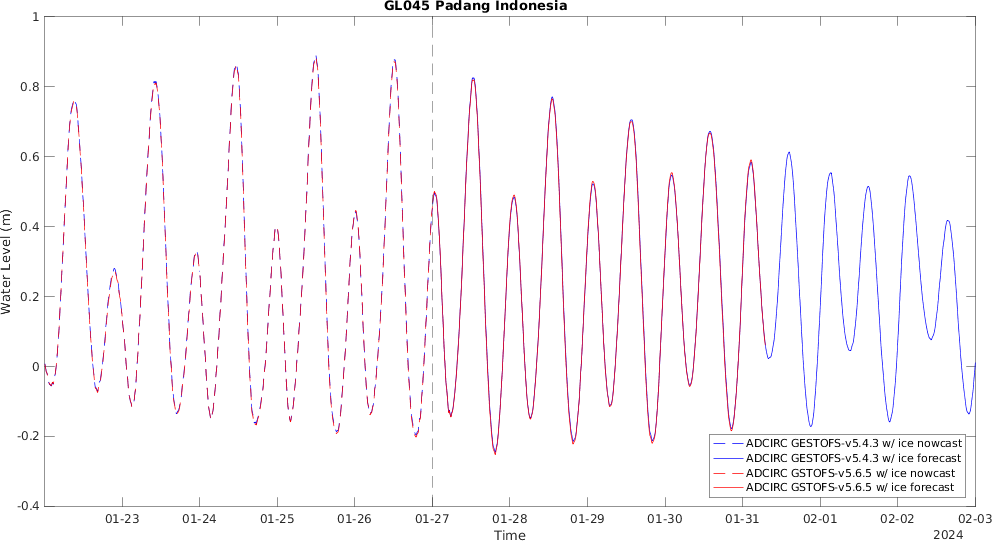 GL045 Padang Indonesia
1
0.8
0.6
0.4
0.2
0
-0.2
-0.4
Water Level (m)
ADCIRC GESTOFS-v5.4.3 w/ ice nowcast
ADCIRC GESTOFS-v5.4.3 w/ ice forecast
ADCIRC GSTOFS-v5.6.5 w/ ice nowcast
ADCIRC GSTOFS-v5.6.5 w/ ice forecast
01-23 01-24 01-25 01-26 01-27 01-28 01-29 01-30 01-31 02-01 02-02 02-03
Time
2024